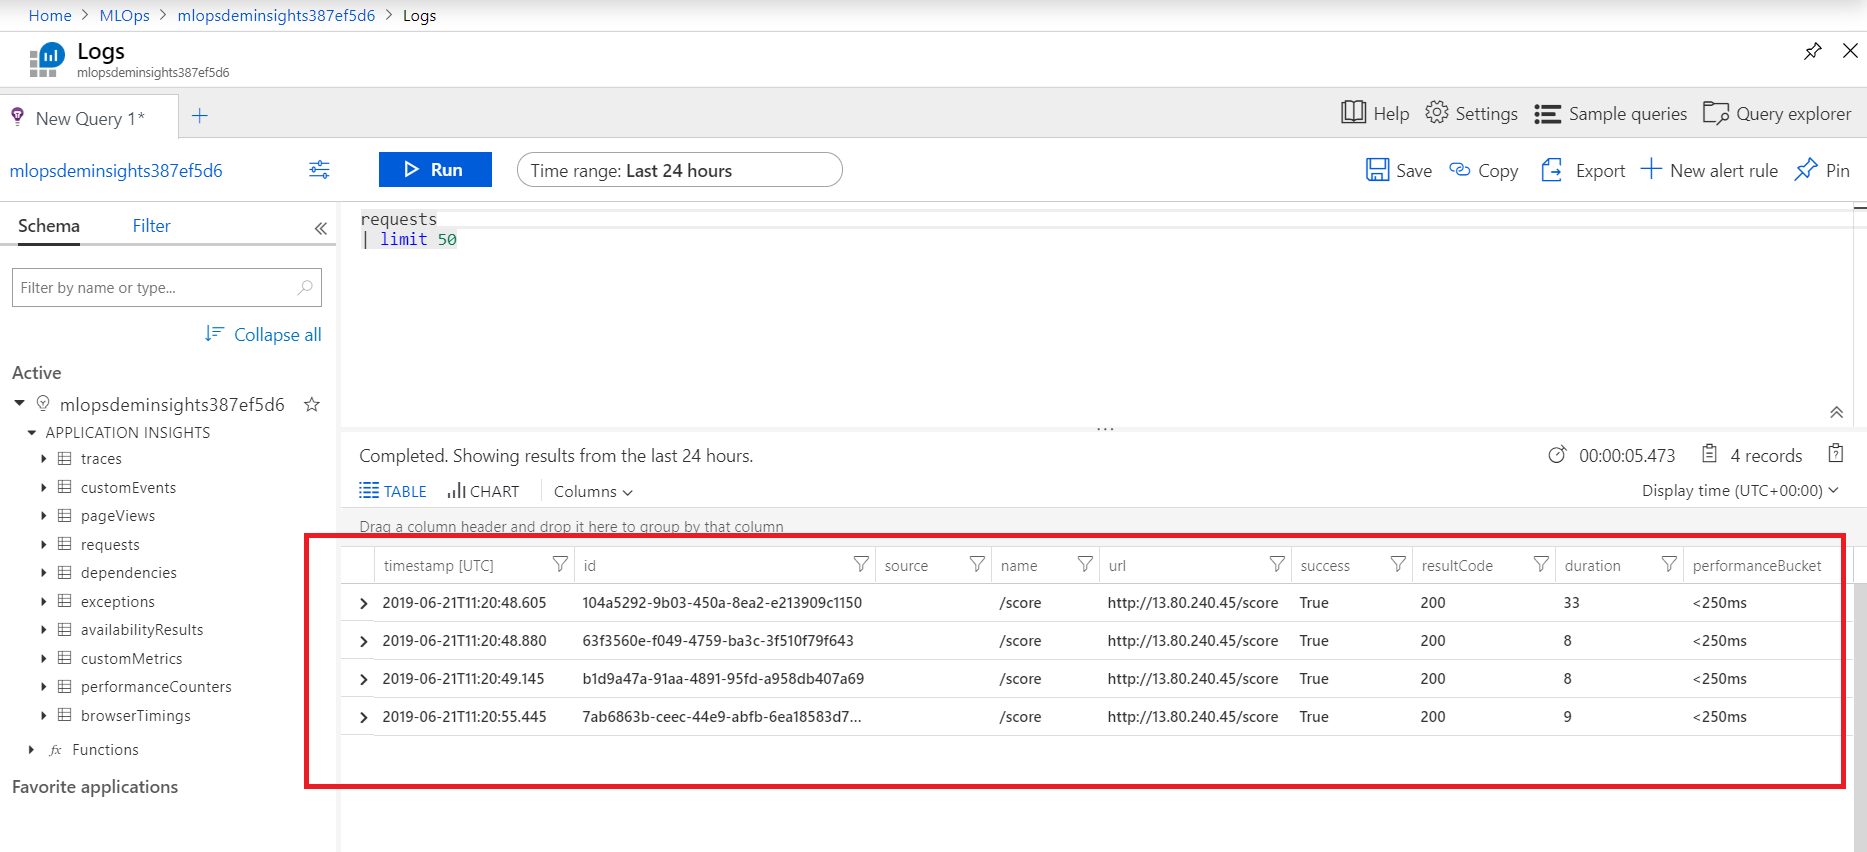 Home > MLOps > mlopsdeminsights387ef5d6 > Logs
Logs
mlopsdeminsights387ef5d6
New Query 1*
Help Settings Sample queries Query explorer
mlopsdeminsights387ef5d6 Run Time range: Last 24 hours Save Copy Export New alert rule Pin
Schema Filter
Filter by name or type...
Collapse all
Active
mlopsdeminsights387ef5d6
APPLICATION INSIGHTS
traces
customEvents
pageViews
requests
dependencies
exceptions
availabilityResults
customMetrics
performanceCounters
browserTimings
fx Functions
Favorite applications
requests
| limit 50
Completed. Showing results from the last 24 hours. 00:00:05.473 4 records
TABLE CHART Columns Display time (UTC+00:00)
Drag a column header and drop it here to group by that column
timestamp [UTC] id source name url success resultCode duration performanceBucket
2019-06-21T11:20:48.605 104a5292-9b03-450a-8ea2-e213909c1150 /score http://13.80.240.45/score True 200 33 <250ms
2019-06-21T11:20:48.880 63f3560e-f049-4759-ba3c-3f510f79f643 /score http://13.80.240.45/score True 200 8 <250ms
2019-06-21T11:20:49.145 b1d9a47a-91aa-4891-95fd-a958db407a69 /score http://13.80.240.45/score True 200 8 <250ms
2019-06-21T11:20:55.445 7ab6863b-ceec-44e9-abfb-6ea18583d7... /score http://13.80.240.45/score True 200 9 <250ms